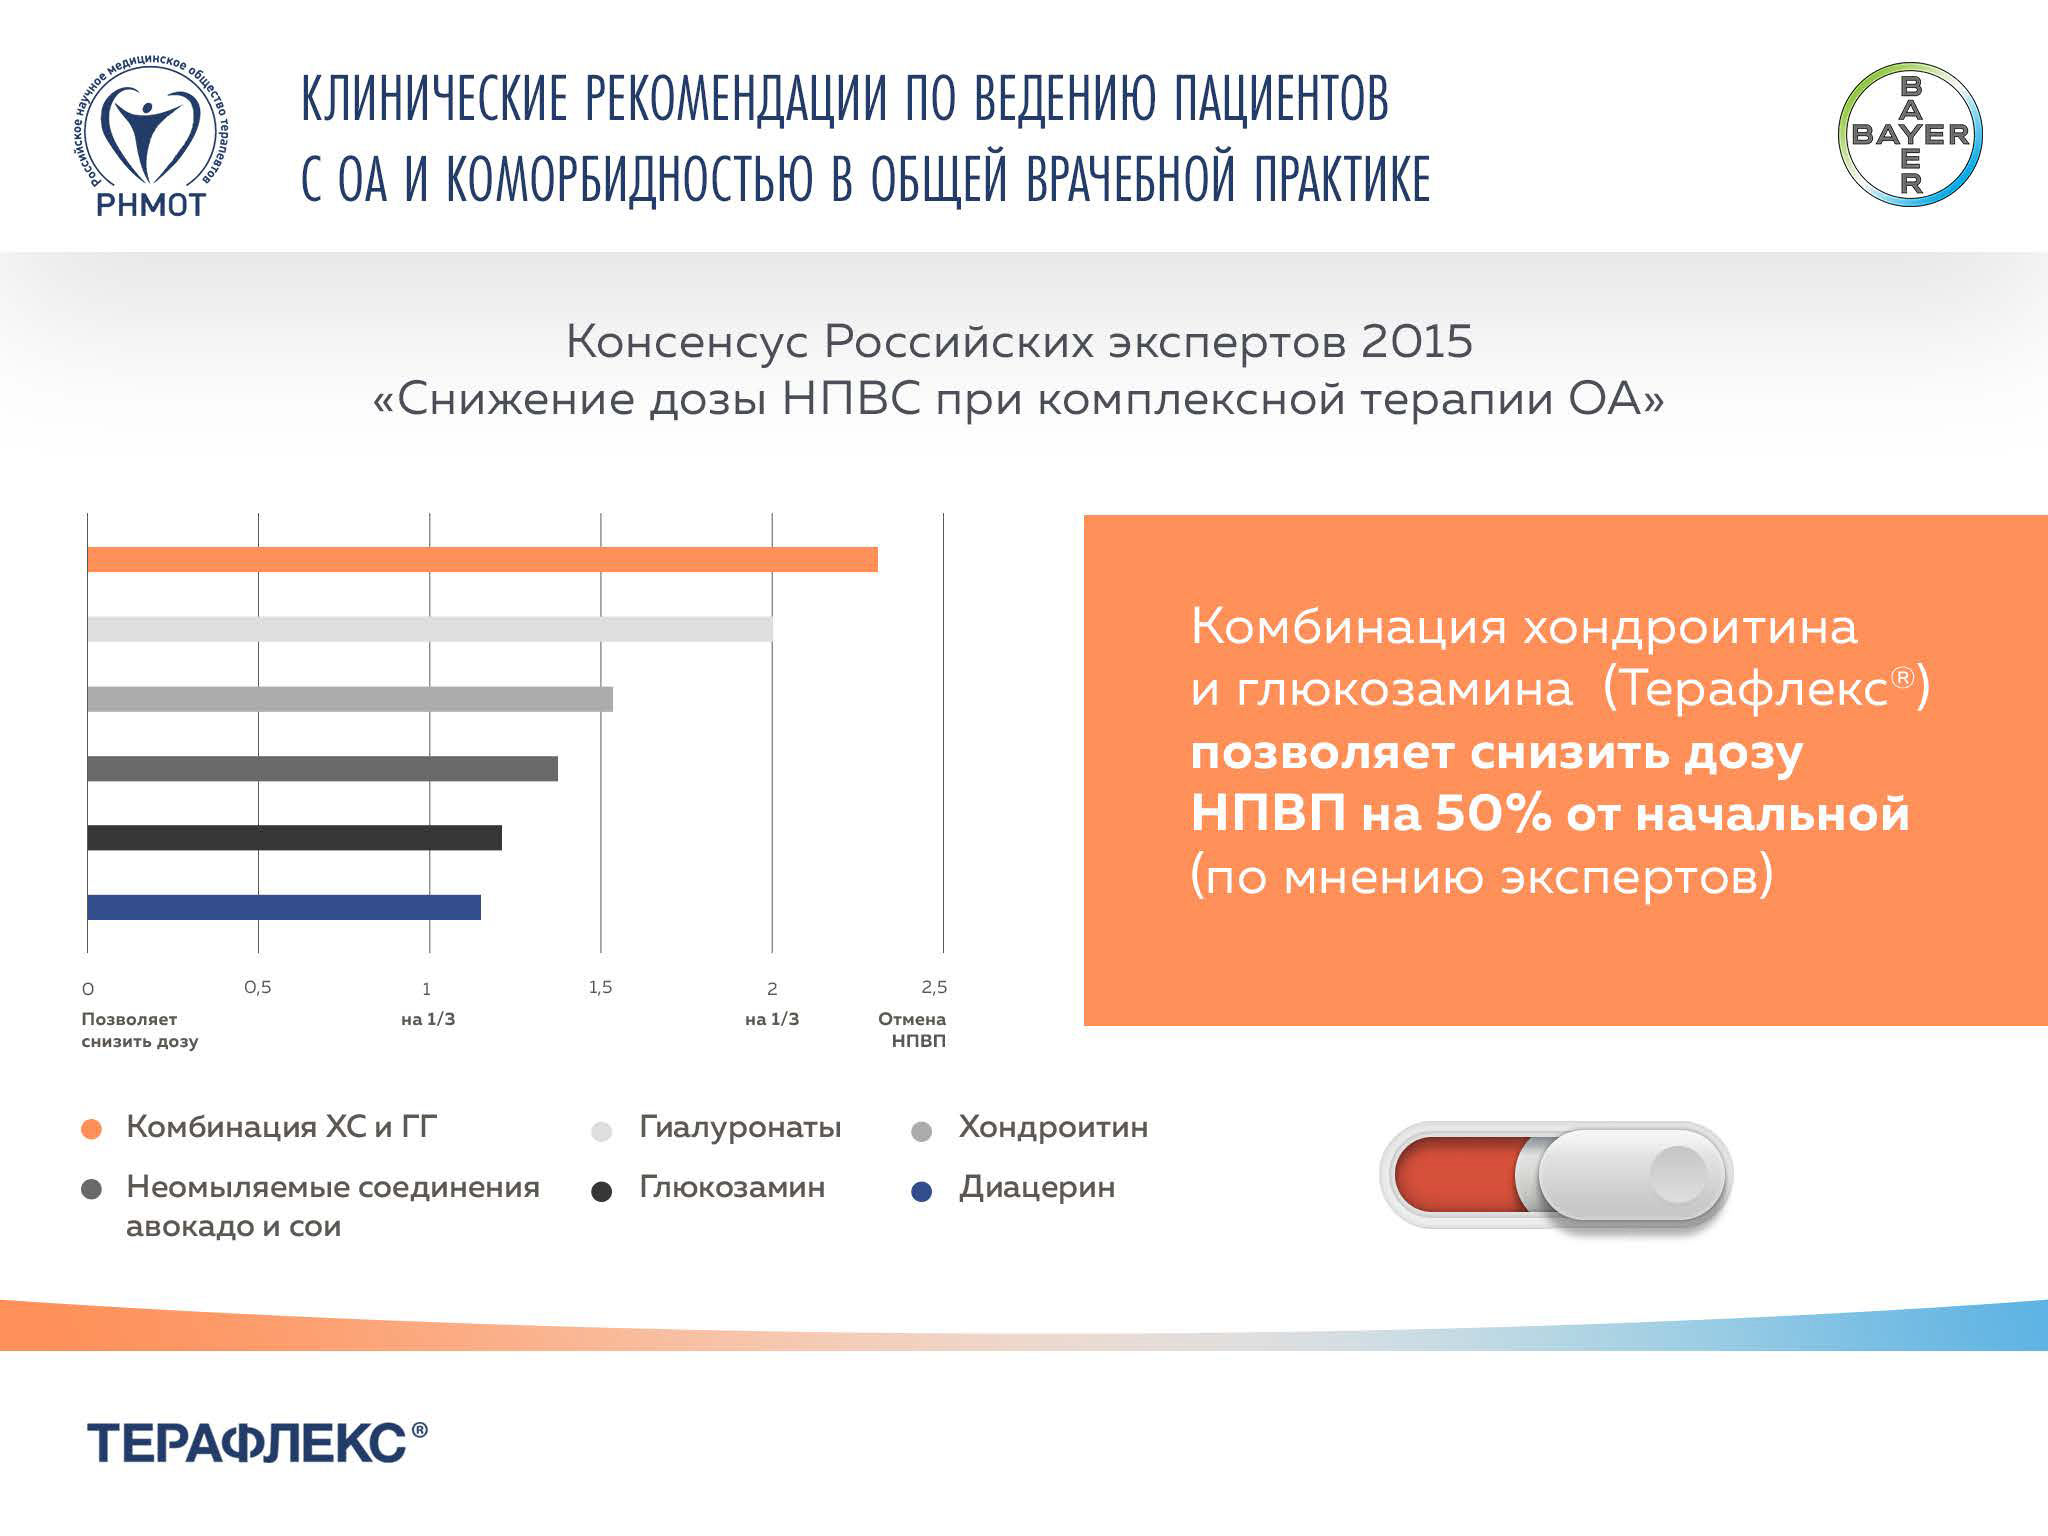 Российское научное медицинское общество терапевтов
РНМОТ
КЛИНИЧЕСКИЕ РЕКОМЕНДАЦИИ ПО ВЕДЕНИЮ ПАЦИЕНТОВ
С ОА И КОМОРБИДНОСТЬЮ В ОБЩЕЙ ВРАЧЕБНОЙ ПРАКТИКЕ
BAYER
BAYER
Консенсус Российских экспертов 2015
«Снижение дозы НПВС при комплексной терапии ОА»
0 0,5 1 1,5 2 2,5
Позволяет на 1/3 на 1/3 Отмена
снизить дозу НПВП
Комбинация хондроитина
и глюкозамина (Терафлекс®)
позволяет снизить дозу
НПВП на 50% от начальной
(по мнению экспертов)
Комбинация ХС и ГГ Гиалуронаты Хондроитин
Неомыляемые соединения Глюкозамин Диацерин
авокадо и сои
ТЕРАФЛЕКС®